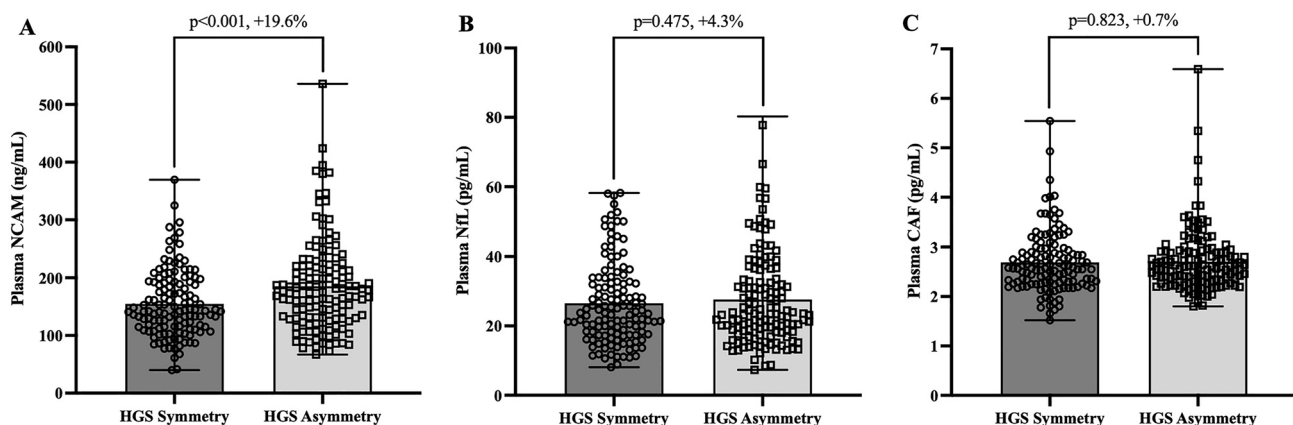 A
p<0.001, +19.6%
Plasma NCAM (ng/mL)
600
500
400
300
200
100
0
HGS Symmetry HGS Asymmetry
B
p=0.475, +4.3%
Plasma NfL (pg/mL)
100
80
60
40
20
0
HGS Symmetry HGS Asymmetry
C
p=0.823, +0.7%
Plasma CAF (pg/mL)
7
6
5
4
3
2
1
0
HGS Symmetry HGS Asymmetry